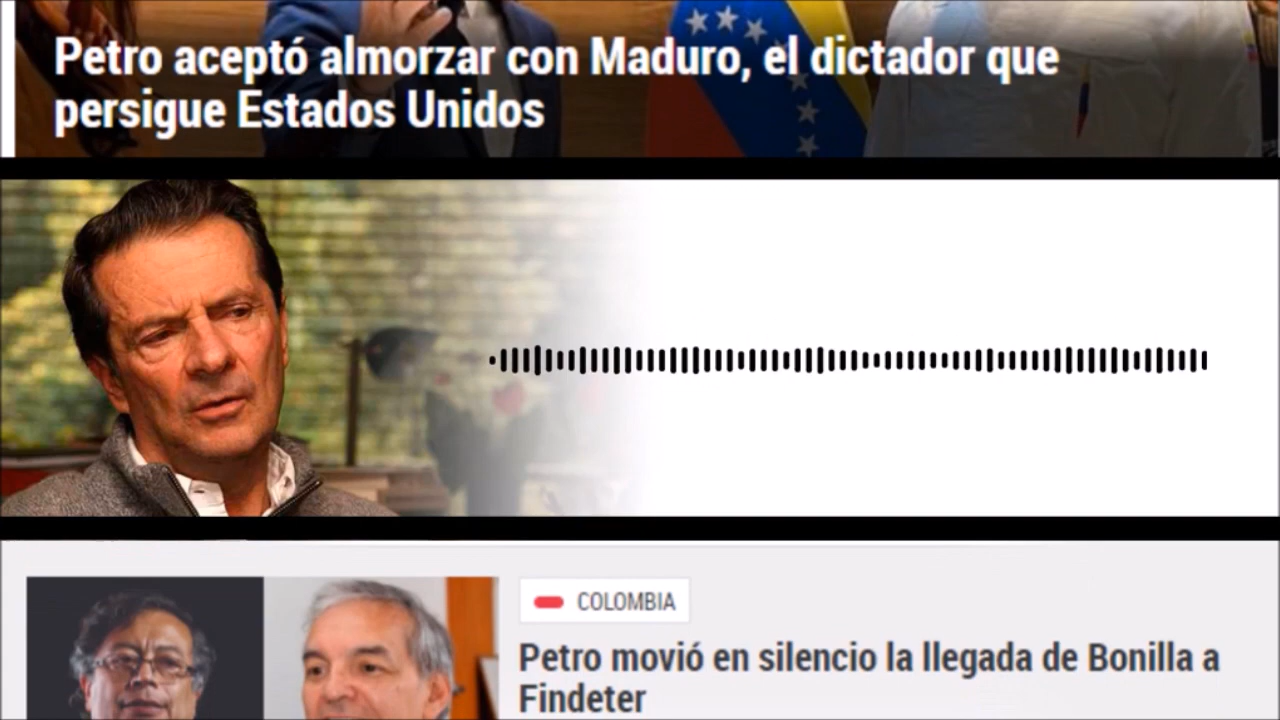 Petro aceptó almorzar con Maduro, el dictador que
persigue Estados Unidos
COLOMBIA
Petro movió en silencio la llegada de Bonilla a
Findeter